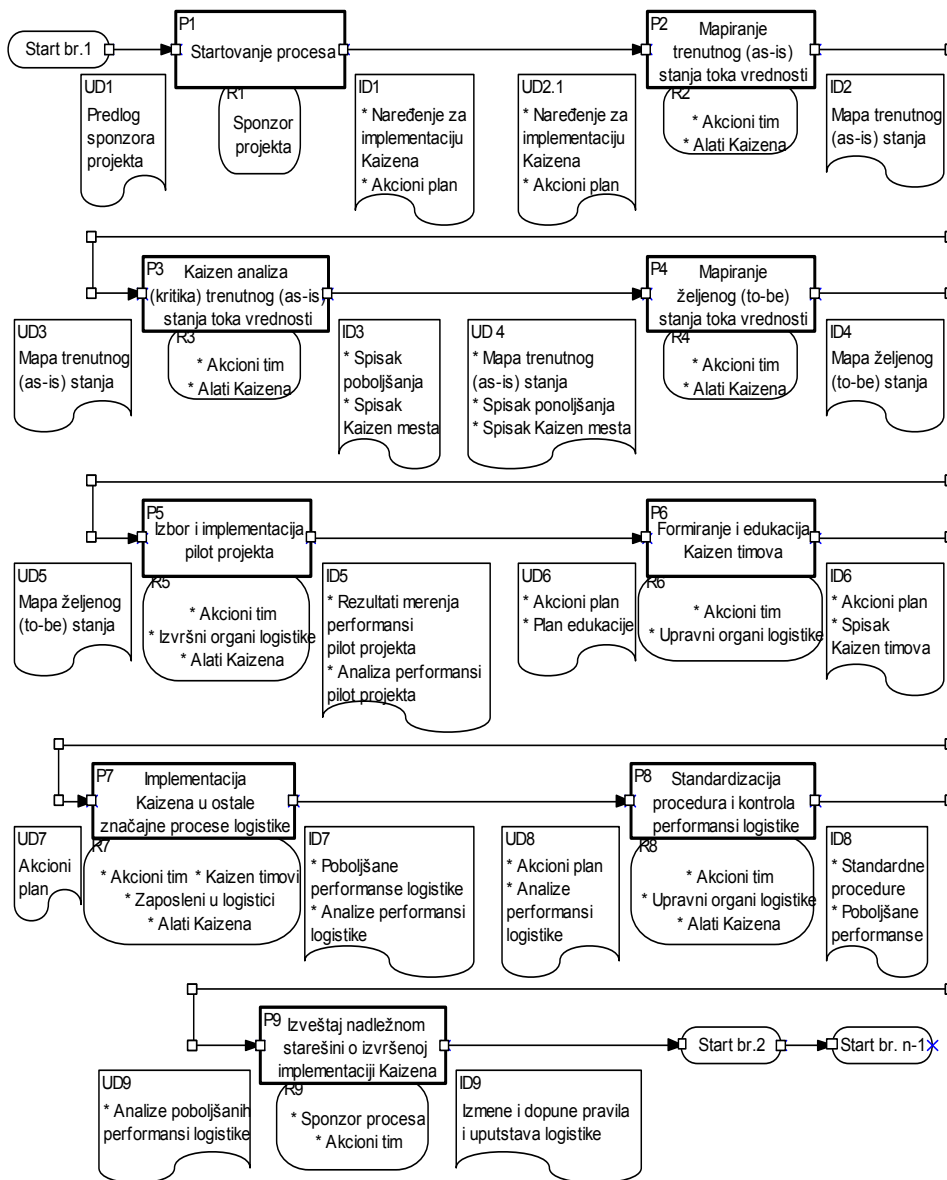 Start br.1
P1
Startovanje procesa
P2
Mapiranje
trenutnog (as-is)
stanja toka vrednosti
UD1
Predlog
sponzora
projekta
R1
Sponzor
projekta
ID1
* Naređenje za
implementaciju
Kaizena
* Akcioni plan
UD2.1
* Naređenje za
implementaciju
Kaizena
* Akcioni plan
R2
* Akcioni tim
* Alati Kaizena
ID2
Mapa trenutnog
(as-is) stanja
P3
Kaizen analiza
(kritika) trenutnog (as-is)
stanja toka vrednosti
P4
Mapiranje
željenog (to-be)
stanja toka vrednosti
UD3
Mapa trenutnog
(as-is) stanja
R3
* Akcioni tim
* Alati Kaizena
ID3
* Spisak
poboljšanja
* Spisak
Kaizen mesta
UD 4
* Mapa trenutnog
(as-is) stanja
* Spisak ponoljšanja
* Spisak Kaizen mesta
R4
* Akcioni tim
* Alati Kaizena
ID4
Mapa željenog
(to-be) stanja
P5
Izbor i implementacija
pilot projekta
P6
Formiranje i edukacija
Kaizen timova
UD5
Mapa željenog
(to-be) stanja
R5
* Akcioni tim
* Izvršni organi logistike
* Alati Kaizena
ID5
* Rezultati merenja
performansi
pilot projekta
* Analiza performansi
pilot projekta
UD6
* Akcioni plan
* Plan edukacije
R6
* Akcioni tim
* Upravni organi logistike
ID6
* Akcioni plan
* Spisak
Kaizen timova
P7
Implementacija
Kaizena u ostale
značajne procese logistike
P8
Standardizacija
procedura i kontrola
performansi logistike
UD7
Akcioni
plan
R7
* Akcioni tim * Kaizen timovi
* Zaposleni u logistici
* Alati Kaizena
ID7
* Poboljšane
performanse logistike
* Analize performansi
logistike
UD8
* Akcioni plan
* Analize
performansi
logistike
R8
* Akcioni tim
* Upravni organi logistike
* Alati Kaizena
ID8
* Standardne
procedure
* Poboljšane
performanse
P9
Izveštaj nadležnom
starešini o izvršenoj
implementaciji Kaizena
Start br.2
Start br. n-1
UD9
* Analize poboljšanih
performansi logistike
R9
* Sponzor procesa
* Akcioni tim
ID9
Izmene i dopune pravila
i uputstava logistike